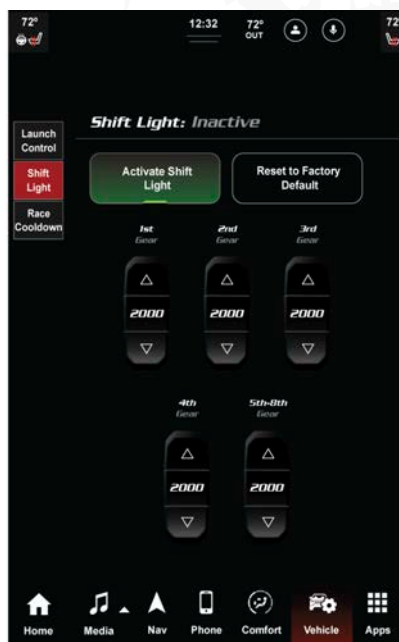 72°
12:32
72°
OUT
72
Shift Light: Inactive
Launch
Control
Shift
Light
Race
Cooldown
Activate Shift
Light
Reset to Factory
Default
1st
Gear
2nd
Gear
3rd
Gear
2000
2000
2000
4th
Gear
5th-8th
Gear
2000
2000
Home
Media
Nav
Phone
Comfort
Vehicle
Apps